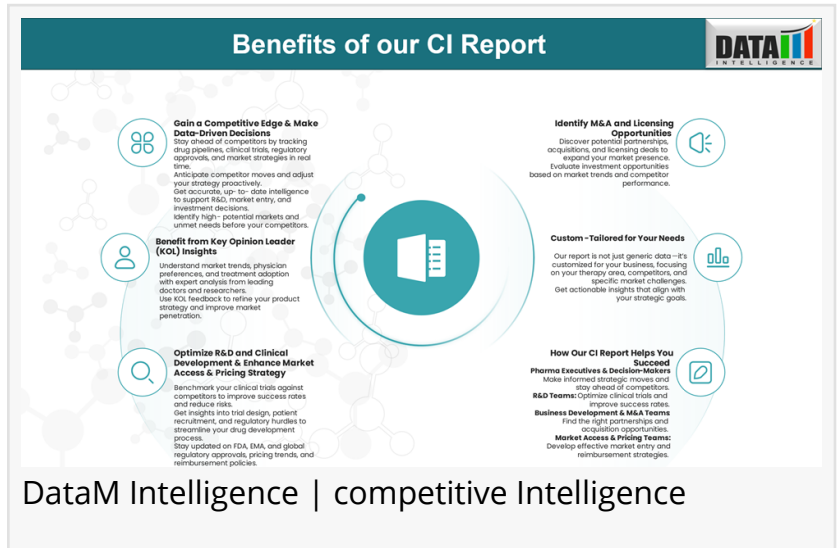 Benefits of our CI Report
DATAM
INTELLIGENCE
Gain a Competitive Edge & Make
Data-Driven Decisions
Stay ahead of competitors by tracking
drug pipelines, clinical trials, regulatory
approvals, and market strategies in real
time.
Anticipate competitor moves and adjust
your strategy proactively.
Get accurate, up- to- date intelligence
to support R&D, market entry, and
investment decisions.
Identify high- potential markets and
unmet needs before your competitors.
Benefit from Key Opinion Leader
(KOL) Insights
Understand market trends, physician
preferences, and treatment adoption
with expert analysis from leading
doctors and researchers.
Use KOL feedback to refine your product
strategy and improve market
penetration.
Optimize R&D and Clinical
Development & Enhance Market
Access & Pricing Strategy
Benchmark your clinical trials against
competitors to improve success rates
and reduce risks.
Get insights into trial design, patient
recruitment, and regulatory hurdles to
streamline your drug development
process.
Stay updated on FDA, EMA, and global
regulatory approvals, pricing trends, and
reimbursement policies.
Identify M&A and Licensing
Opportunities
Discover potential partnerships,
acquisitions, and licensing deals to
expand your market presence.
Evaluate investment opportunities
based on market trends and competitor
performance.
Custom -Tailored for Your Needs
Our report is not just generic data —it's
customized for your business, focusing
on your therapy area, competitors, and
specific market challenges.
Get actionable insights that align with
your strategic goals.
How Our CI Report Helps You
Succeed
Pharma Executives & Decision-Makers
Make informed strategic moves and
stay ahead of competitors.
R&D Teams: Optimize clinical trials and
improve success rates.
Business Development & M&A Teams
Find the right partnerships and
acquisition opportunities.
Market Access & Pricing Teams:
Develop effective market entry and
reimbursement strategies.
DataM Intelligence | competitive Intelligence